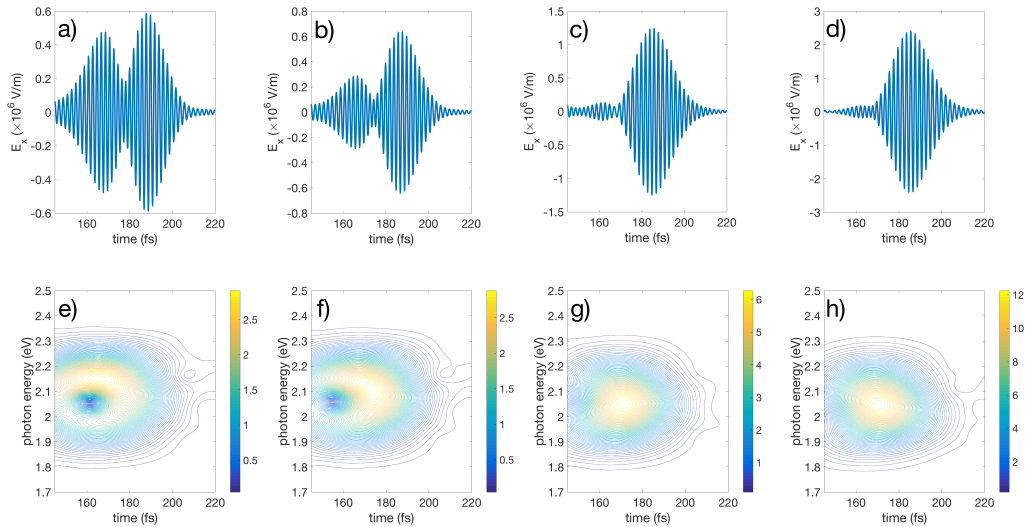 a)
E_x (×10^6 V/m)
0.6
0.4
0.2
0
-0.2
-0.4
-0.6
160 180 200 220
time (fs)
b)
E_x (×10^6 V/m)
0.8
0.6
0.4
0.2
0
-0.2
-0.4
-0.6
-0.8
160 180 200 220
time (fs)
c)
E_x (×10^6 V/m)
1.5
1
0.5
0
-0.5
-1
-1.5
160 180 200 220
time (fs)
d)
E_x (×10^6 V/m)
3
2
1
0
-1
-2
-3
160 180 200 220
time (fs)
e)
photon energy (eV)
2.5
2.4
2.3
2.2
2.1
2
1.9
1.8
1.7
160 180 200 220
time (fs)
2.5
2
1.5
1
0.5
f)
photon energy (eV)
2.5
2.4
2.3
2.2
2.1
2
1.9
1.8
1.7
160 180 200 220
time (fs)
2.5
2
1.5
1
0.5
g)
photon energy (eV)
2.5
2.4
2.3
2.2
2.1
2
1.9
1.8
1.7
160 180 200 220
time (fs)
6
5
4
3
2
1
h)
photon energy (eV)
2.5
2.4
2.3
2.2
2.1
2
1.9
1.8
1.7
160 180 200 220
time (fs)
12
10
8
6
4
2